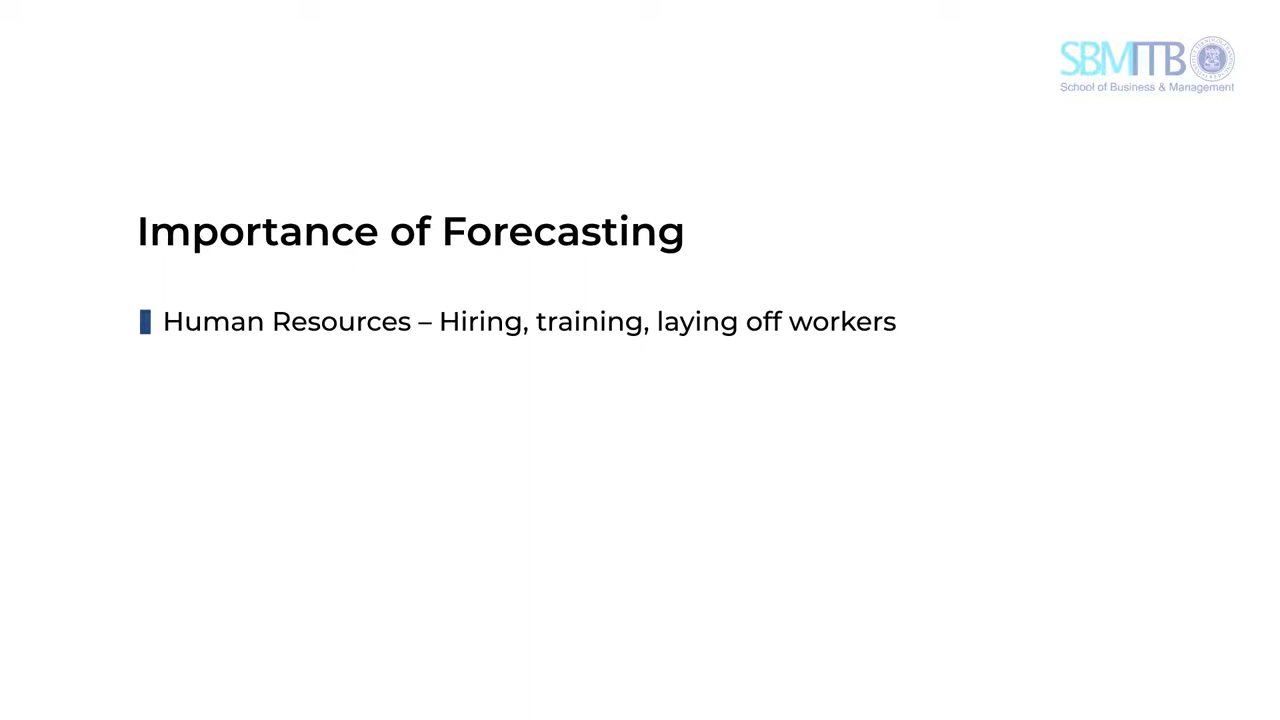 SBMITB
School of Business & Management
Importance of Forecasting
Human Resources – Hiring, training, laying off workers